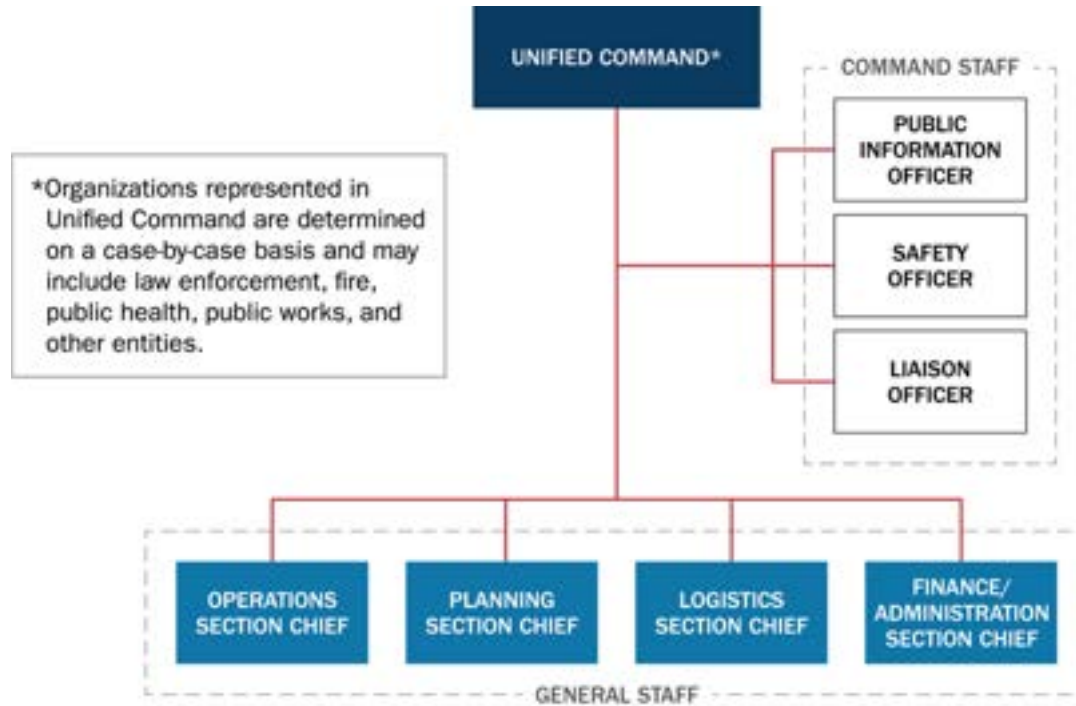 UNIFIED COMMAND*
COMMAND STAFF
PUBLIC
INFORMATION
OFFICER
SAFETY
OFFICER
LIAISON
OFFICER
*Organizations represented in
Unified Command are determined
on a case-by-case basis and may
include law enforcement, fire,
public health, public works, and
other entities.
OPERATIONS
SECTION CHIEF
PLANNING
SECTION CHIEF
LOGISTICS
SECTION CHIEF
FINANCE/
ADMINISTRATION
SECTION CHIEF
GENERAL STAFF